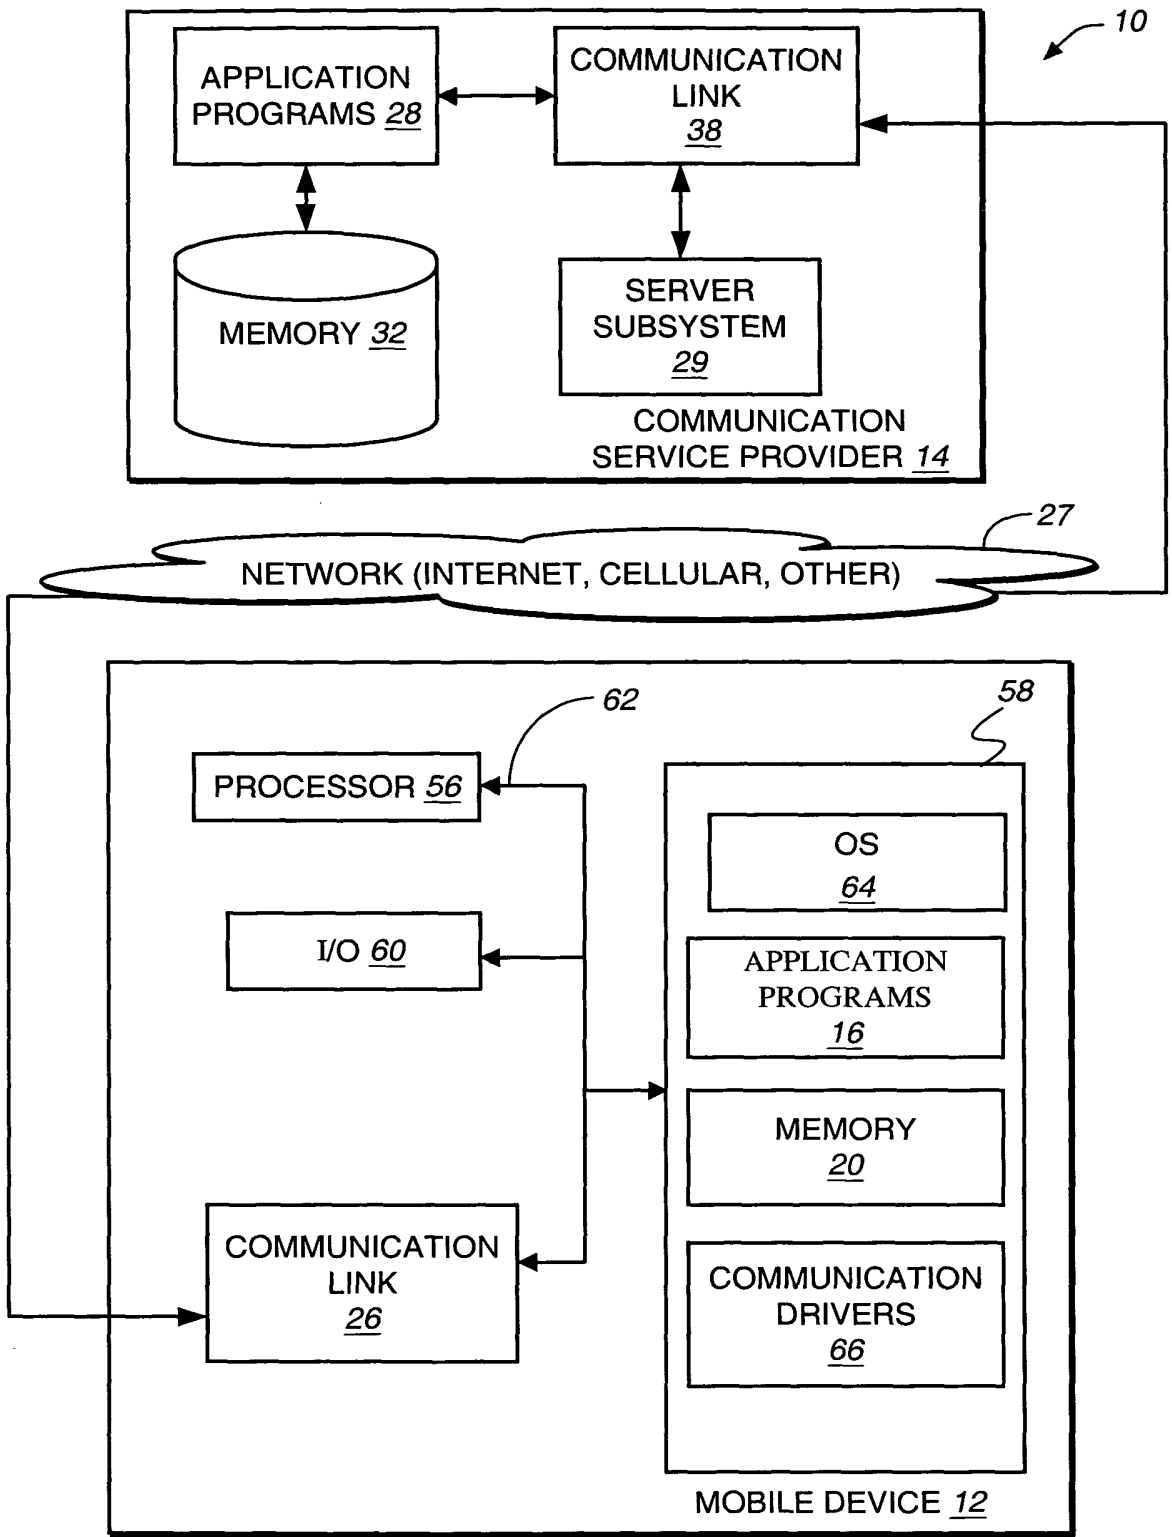 10
APPLICATION
PROGRAMS 28
COMMUNICATION
LINK
38
MEMORY 32
SERVER
SUBSYSTEM
29
COMMUNICATION
SERVICE PROVIDER 14
27
NETWORK (INTERNET, CELLULAR, OTHER)
62
58
PROCESSOR 56
OS
64
I/O 60
APPLICATION
PROGRAMS
16
MEMORY
20
COMMUNICATION
LINK
26
COMMUNICATION
DRIVERS
66
MOBILE DEVICE 12